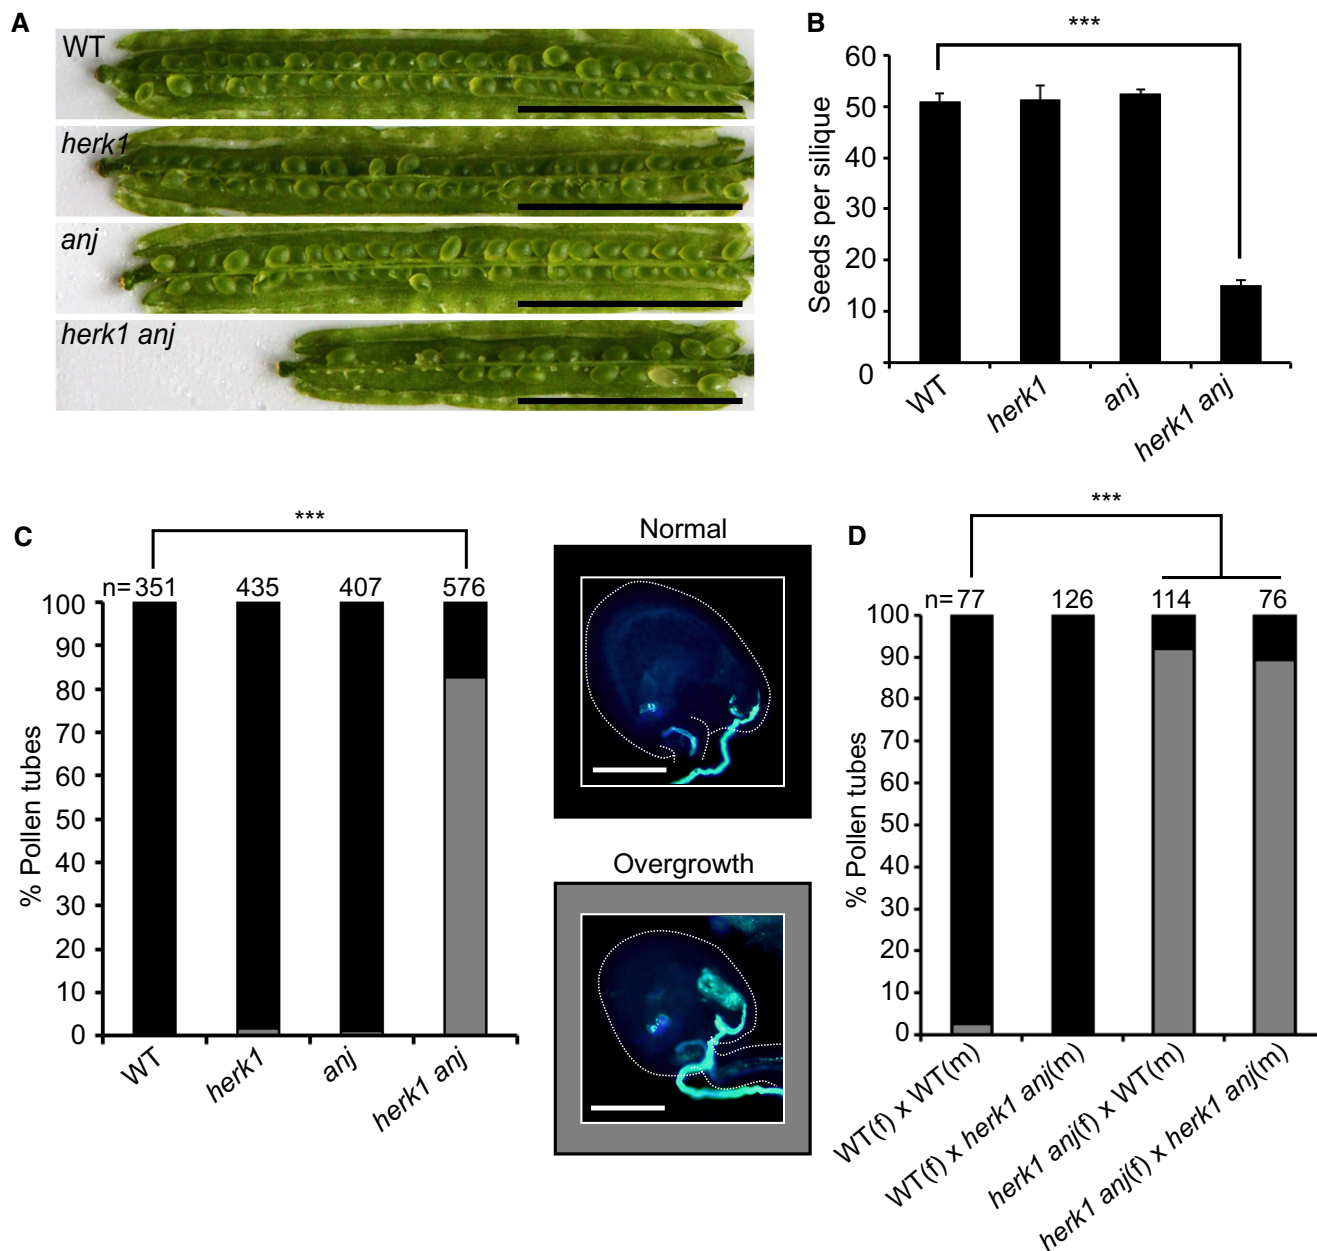 A
WT
herk1
anj
herk1 anj
B
***
Seeds per silique
60
50
40
30
20
10
0
WT
herk1
anj
herk1 anj
C
***
n= 351 435 407 576
% Pollen tubes
100
90
80
70
60
50
40
30
20
10
0
WT
herk1
anj
herk1 anj
Normal
Overgrowth
D
***
n= 77 126 114 76
% Pollen tubes
100
90
80
70
60
50
40
30
20
10
0
WT(f) x WT(m)
WT(f) x herk1 anj(m)
herk1 anj(f) x WT(m)
herk1 anj(f) x herk1 anj(m)